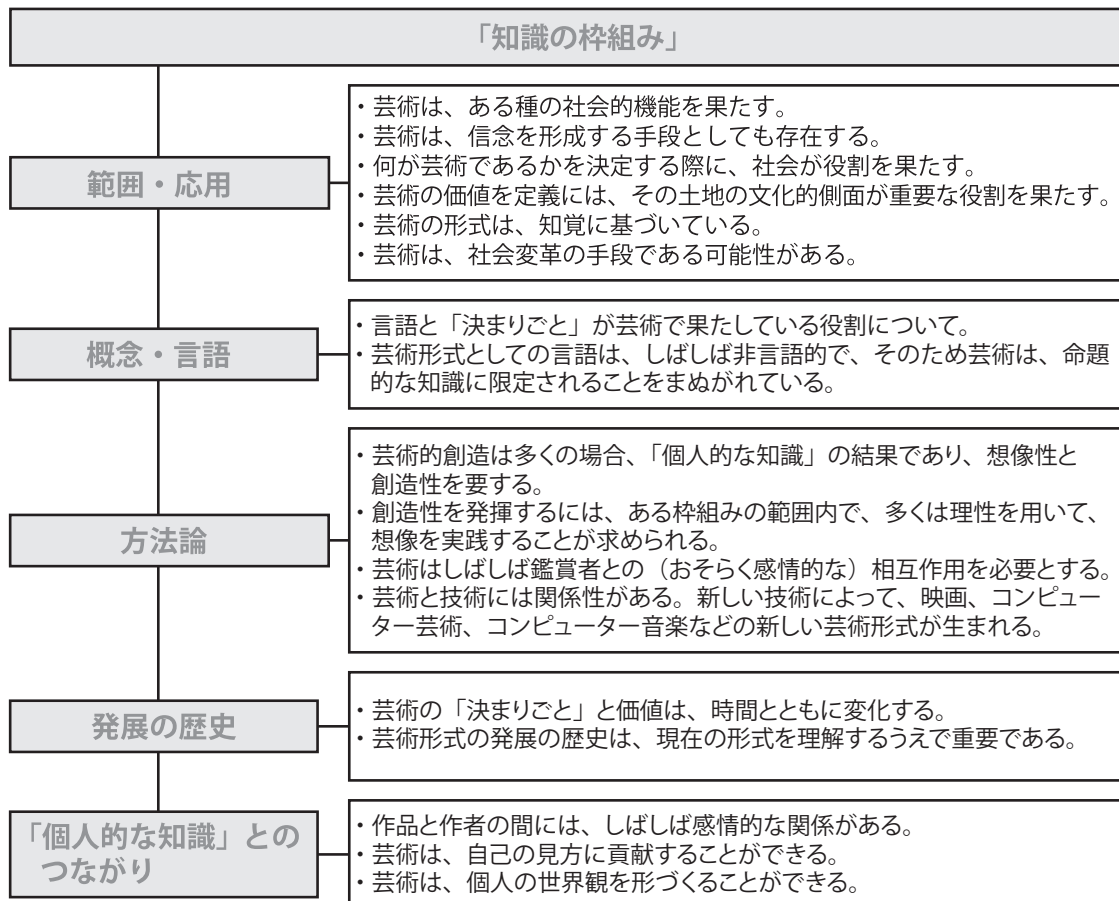 「知識の枠組み」
範囲・応用
・芸術は、ある種の社会的機能を果たす。
・芸術は、信念を形成する手段としても存在する。
・何が芸術であるかを決定する際に、社会が役割を果たす。
・芸術の価値を定義には、その土地の文化的側面が重要な役割を果たす。
・芸術の形式は、知覚に基づいている。
・芸術は、社会変革の手段である可能性がある。
概念・言語
・言語と「決まりごと」が芸術で果たしている役割について。
・芸術形式としての言語は、しばしば非言語的で、そのため芸術は、命題
的な知識に限定されることをまぬがれている。
方法論
・芸術的創造は多くの場合、「個人的な知識」の結果であり、想像性と
創造性を要する。
・創造性を発揮するには、ある枠組みの範囲内で、多くは理性を用いて、
想像を実践することが求められる。
・芸術はしばしば鑑賞者との（おそらく感情的な）相互作用を必要とする。
・芸術と技術には関係性がある。新しい技術によって、映画、コンピュー
ター芸術、コンピューター音楽などの新しい芸術形式が生まれる。
発展の歴史
・芸術の「決まりごと」と価値は、時間とともに変化する。
・芸術形式の発展の歴史は、現在の形式を理解するうえで重要である。
「個人的な知識」との
つながり
・作品と作者の間には、しばしば感情的な関係がある。
・芸術は、自己の見方に貢献することができる。
・芸術は、個人の世界観を形づくることができる。